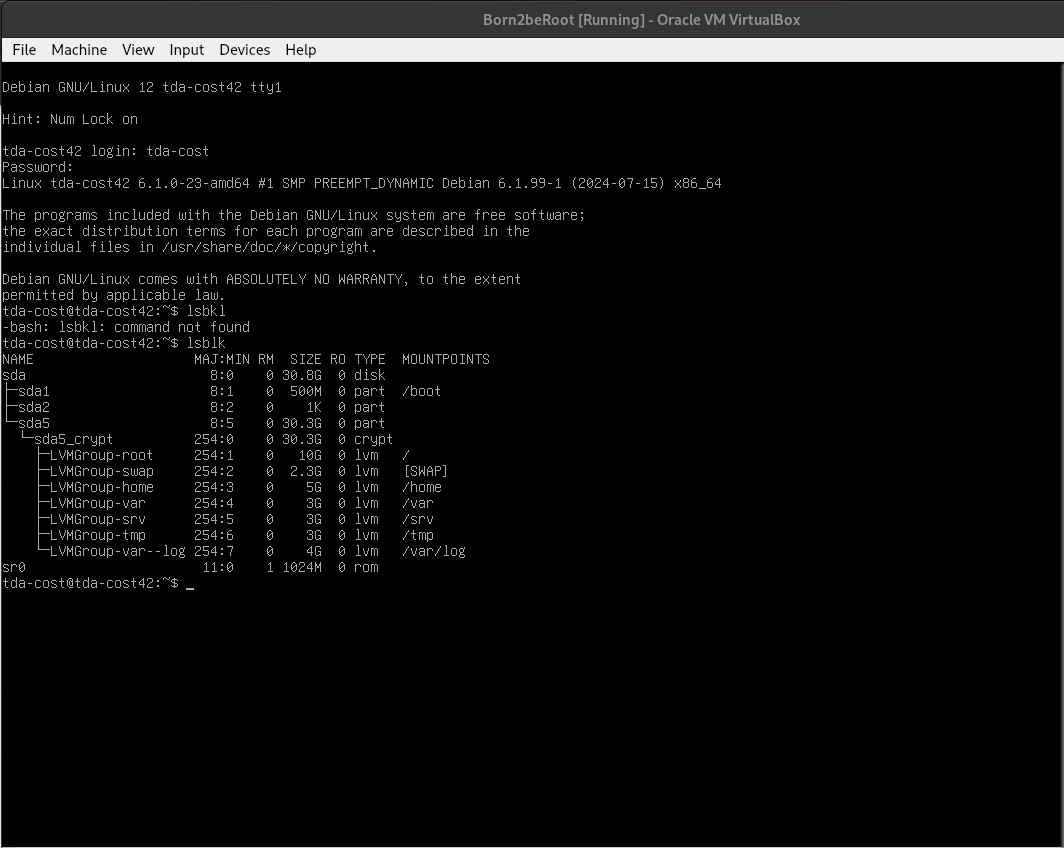 Born2beRoot [Running] - Oracle VM VirtualBox
File Machine View Input Devices Help
Debian GNU/Linux 12 tda-cost42 tty1
Hint: Num Lock on
tda-cost42 login: tda-cost
Password:
Linux tda-cost42 6.1.0-23-amd64 #1 SMP PREEMPT_DYNAMIC Debian 6.1.99-1 (2024-07-15) x86_64
The programs included with the Debian GNU/Linux system are free software;
the exact distribution terms for each program are described in the
individual files in /usr/share/doc/*/copyright.
Debian GNU/Linux comes with ABSOLUTELY NO WARRANTY, to the extent
permitted by applicable law.
tda-cost@tda-cost42:~$ lsbkl
-bash: lsbkl: command not found
tda-cost@tda-cost42:~$ lsblk
NAME                    MAJ:MIN RM   SIZE RO TYPE  MOUNTPOINTS
sda                       8:0    0  30.8G  0 disk
├─sda1                    8:1    0   500M  0 part  /boot
├─sda2                    8:2    0     1K  0 part
└─sda5                    8:5    0  30.3G  0 part
  └─sda5_crypt          254:0    0  30.3G  0 crypt
    ├─LVMGroup-root     254:1    0    10G  0 lvm   /
    ├─LVMGroup-swap     254:2    0   2.3G  0 lvm   [SWAP]
    ├─LVMGroup-home     254:3    0     5G  0 lvm   /home
    ├─LVMGroup-var      254:4    0     3G  0 lvm   /var
    ├─LVMGroup-srv      254:5    0     3G  0 lvm   /srv
    ├─LVMGroup-tmp      254:6    0     3G  0 lvm   /tmp
    └─LVMGroup-var--log 254:7    0     4G  0 lvm   /var/log
sr0                      11:0    1  1024M  0 rom
tda-cost@tda-cost42:~$ _